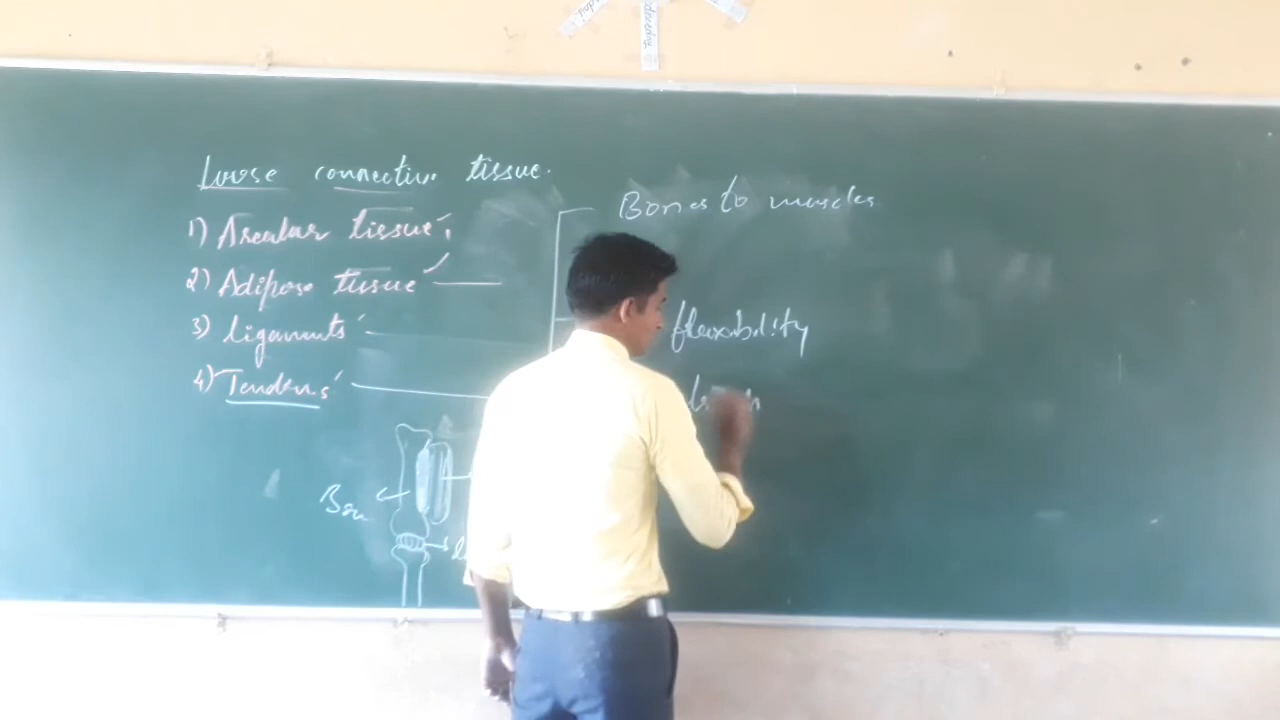 Loose connective tissue.
1) Areolar tissue
2) Adipose tissue
3) ligaments
4) Tendons
Bones to muscles
flexibility